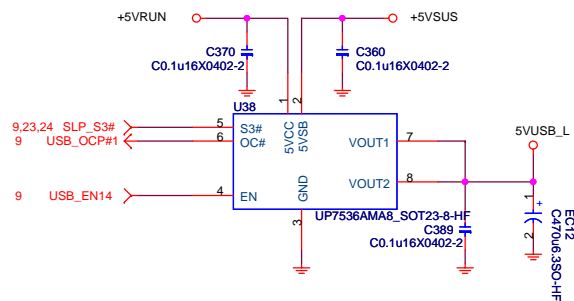 +5VRUN
+5VSUS
C370
C0.1u16X0402-2
C360
C0.1u16X0402-2
U38
1
2
5VCC
5VSB
9,23,24 SLP_S3#
5
S3#
9 USB_OCP#1
6
OC#
VOUT1
7
5VUSB_L
9 USB_EN14
4
EN
VOUT2
8
GND
3
UP7536AMA8_SOT23-8-HF
C389
C0.1u16X0402-2
1
+
2
EC12
C470u6.3SO-HF